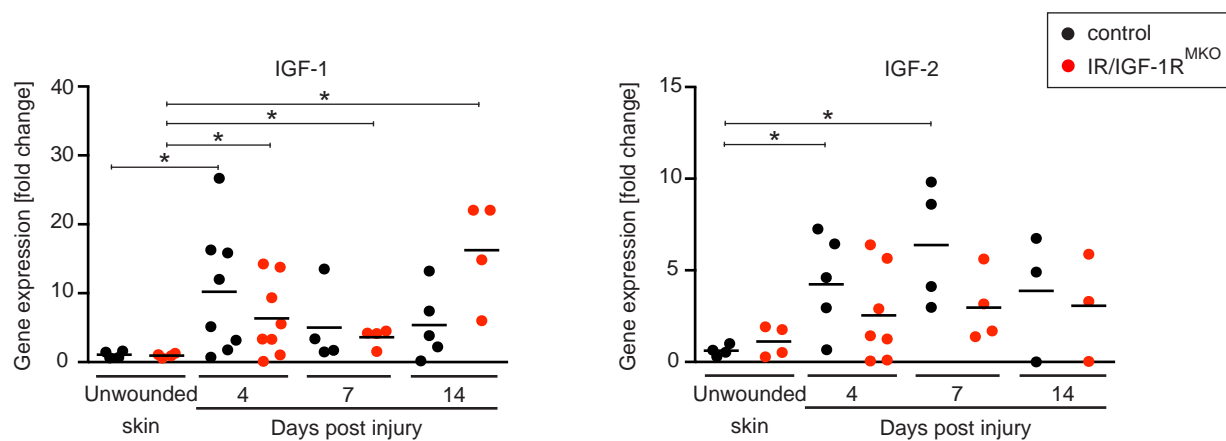 control
IR/IGF-1R^MKO
IGF-1
Gene expression [fold change]
40
30
20
10
0
*
*
*
*
Unwounded
skin
4
7
14
Days post injury
IGF-2
Gene expression [fold change]
15
10
5
0
*
*
Unwounded
skin
4
7
14
Days post injury